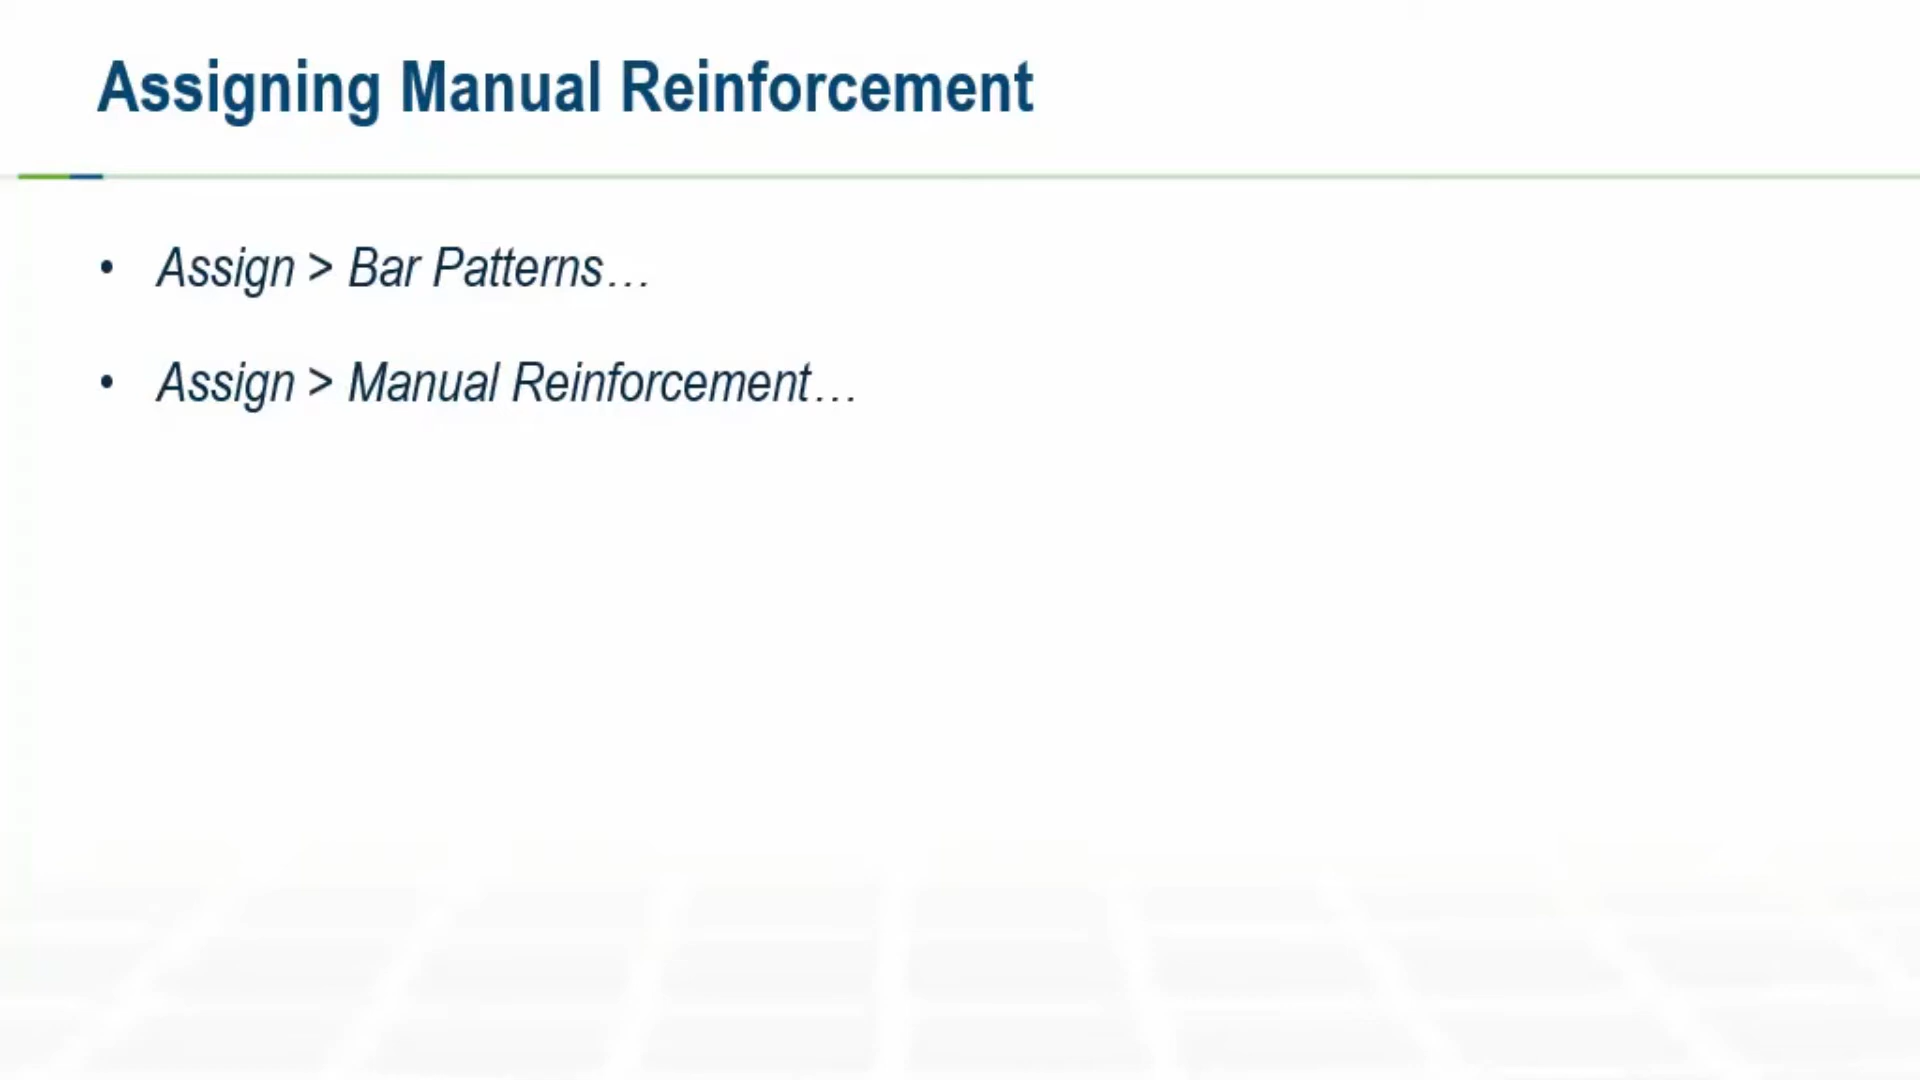 Assigning Manual Reinforcement
• Assign > Bar Patterns…
• Assign > Manual Reinforcement…